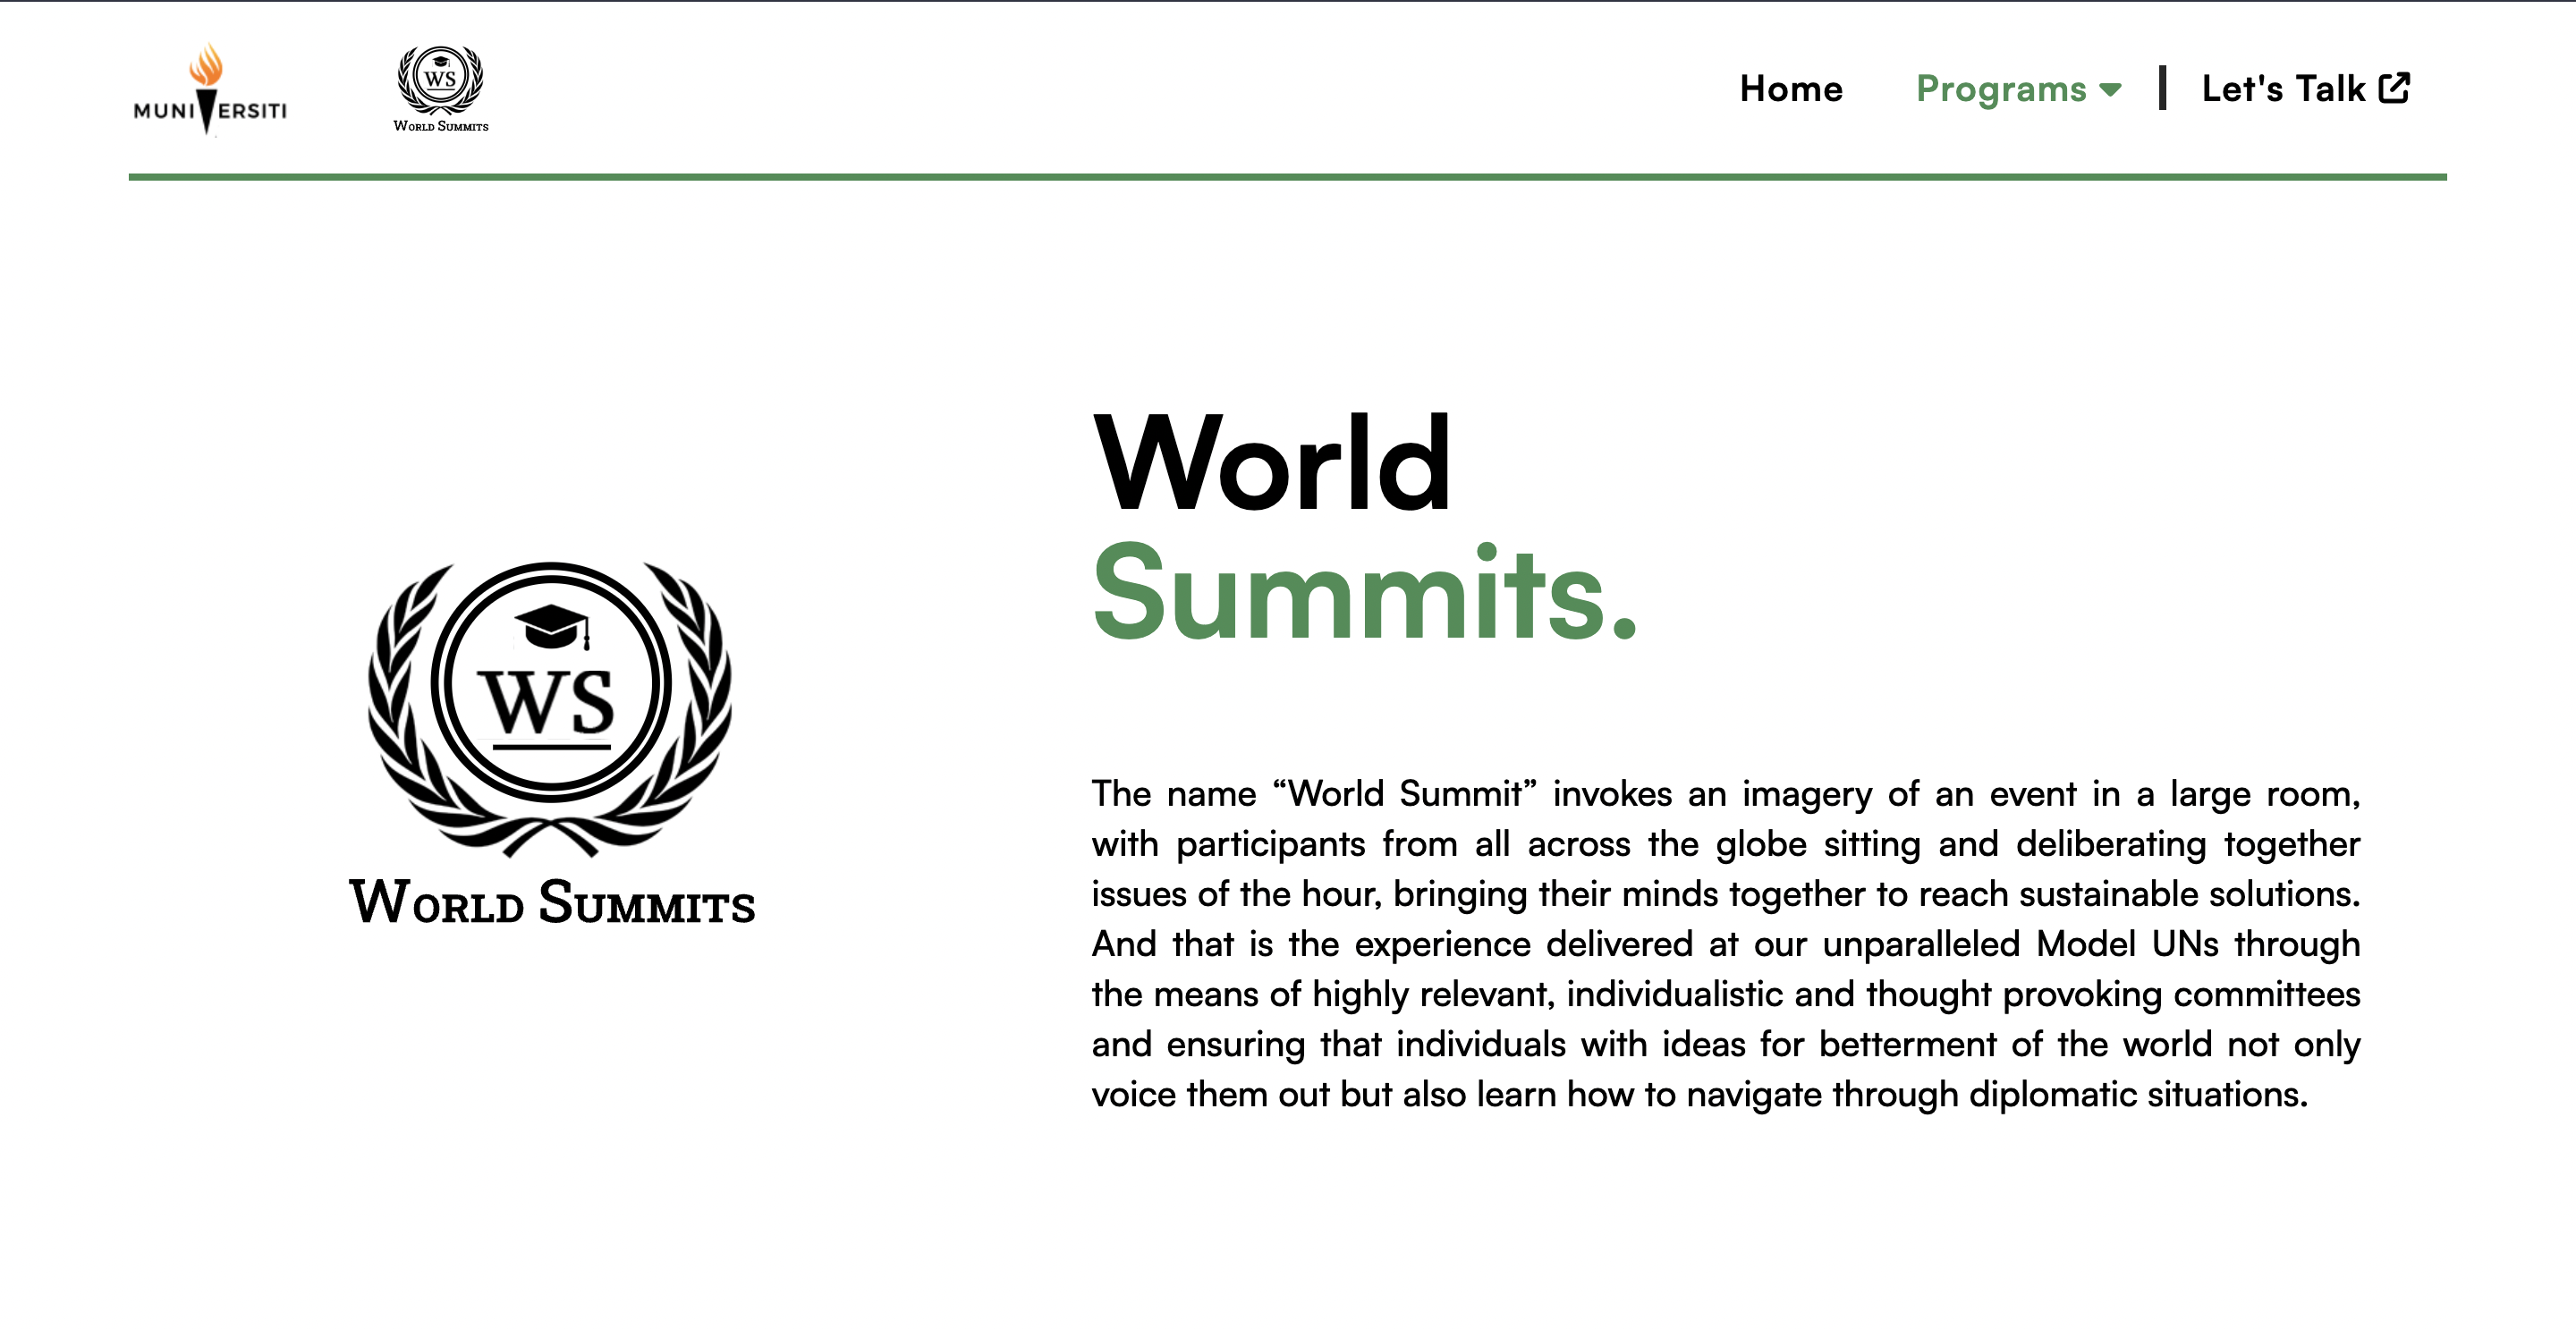 MUNIVERSITI
WS
WORLD SUMMITS
Home
Programs
Let's Talk
World
Summits.
WS
WORLD SUMMITS
The name “World Summit” invokes an imagery of an event in a large room,
with participants from all across the globe sitting and deliberating together
issues of the hour, bringing their minds together to reach sustainable solutions.
And that is the experience delivered at our unparalleled Model UNs through
the means of highly relevant, individualistic and thought provoking committees
and ensuring that individuals with ideas for betterment of the world not only
voice them out but also learn how to navigate through diplomatic situations.